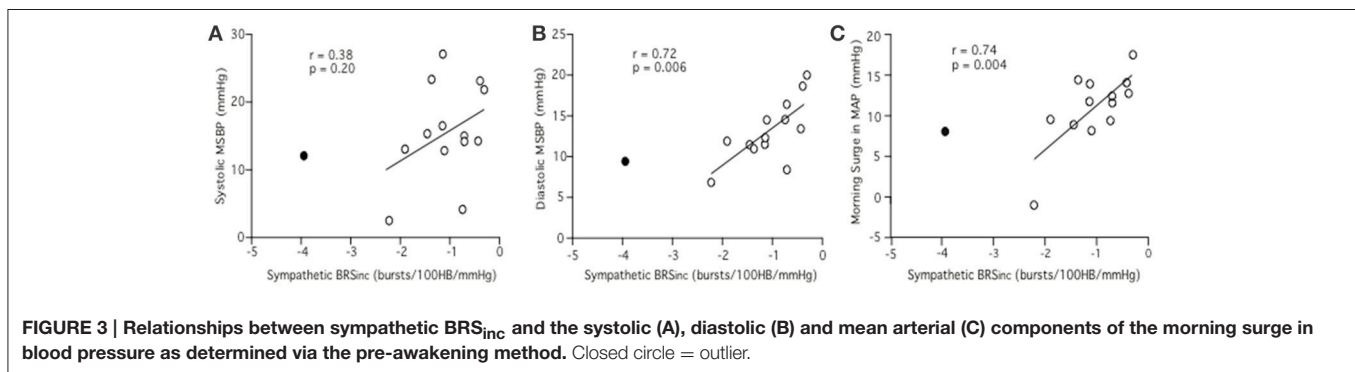 A
Systolic MSBP (mmHg)
30
20
10
0
r = 0.38
p = 0.20
-5 -4 -3 -2 -1 0
Sympathetic BRSinc (bursts/100HB/mmHg)
B
Diastolic MSBP (mmHg)
25
20
15
10
5
0
r = 0.72
p = 0.006
-5 -4 -3 -2 -1 0
Sympathetic BRSinc (bursts/100HB/mmHg)
C
Morning Surge in MAP (mmHg)
20
15
10
5
0
-5
r = 0.74
p = 0.004
-5 -4 -3 -2 -1 0
Sympathetic BRSinc (bursts/100HB/mmHg)
FIGURE 3 | Relationships between sympathetic BRSinc and the systolic (A), diastolic (B) and mean arterial (C) components of the morning surge in
blood pressure as determined via the pre-awakening method. Closed circle = outlier.